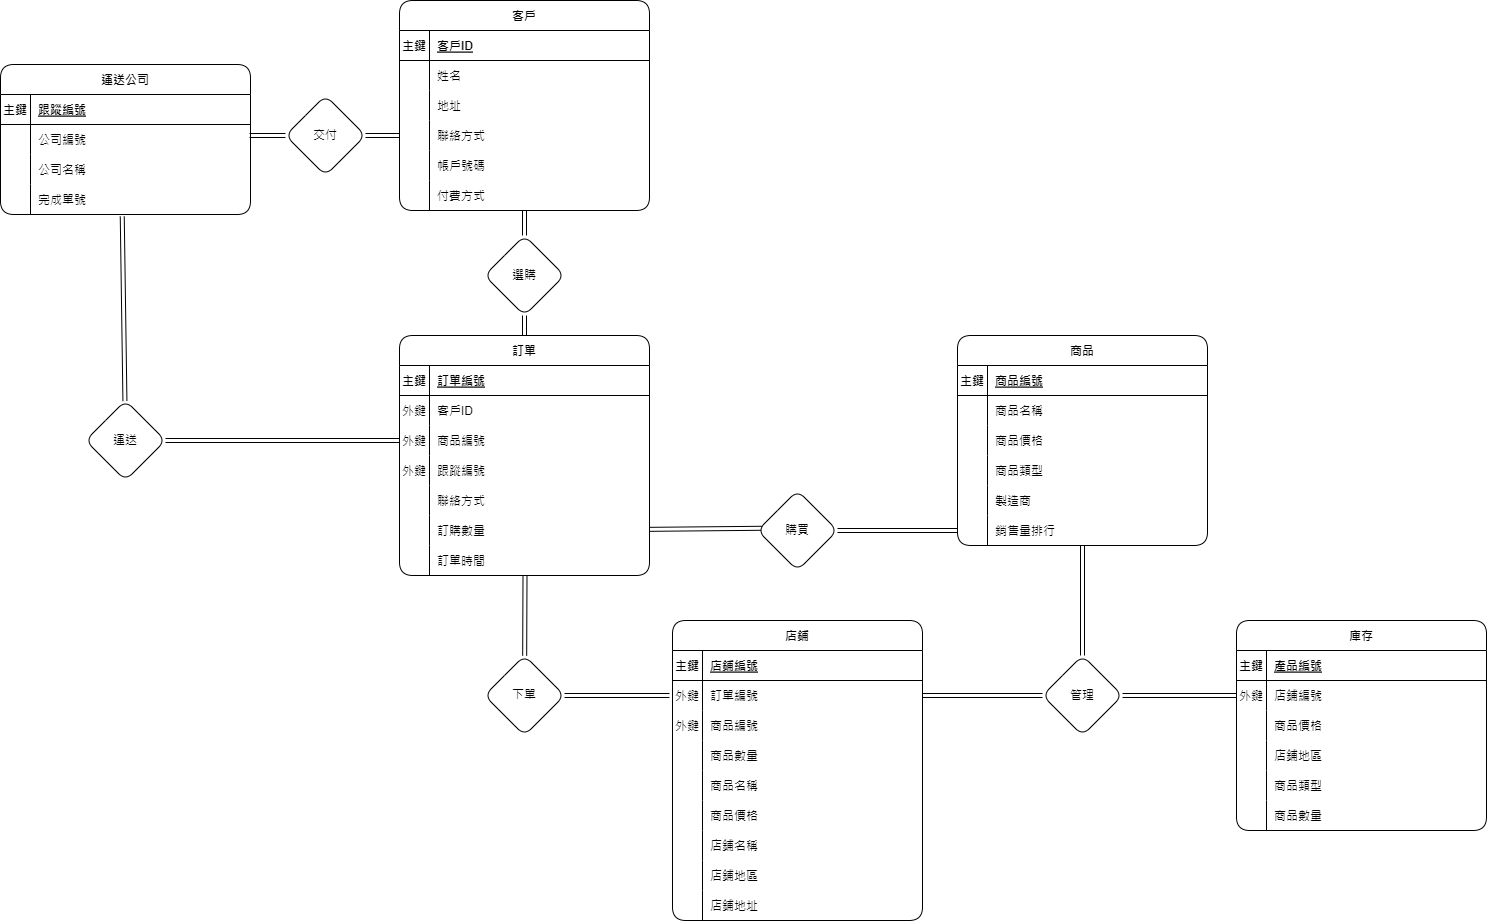 客戶
主鍵 客戶ID
姓名
地址
聯絡方式
帳戶號碼
付費方式
運送公司
主鍵 跟蹤編號
公司編號
公司名稱
完成單號
交付
選購
訂單
主鍵 訂單編號
外鍵 客戶ID
外鍵 商品編號
外鍵 跟蹤編號
聯絡方式
訂購數量
訂單時間
運送
商品
主鍵 商品編號
商品名稱
商品價格
商品類型
製造商
銷售量排行
購買
下單
店鋪
主鍵 店鋪編號
外鍵 訂單編號
外鍵 商品編號
商品數量
商品名稱
商品價格
店鋪名稱
店鋪地區
店鋪地址
管理
庫存
主鍵 產品編號
外鍵 店鋪編號
商品價格
店鋪地區
商品類型
商品數量